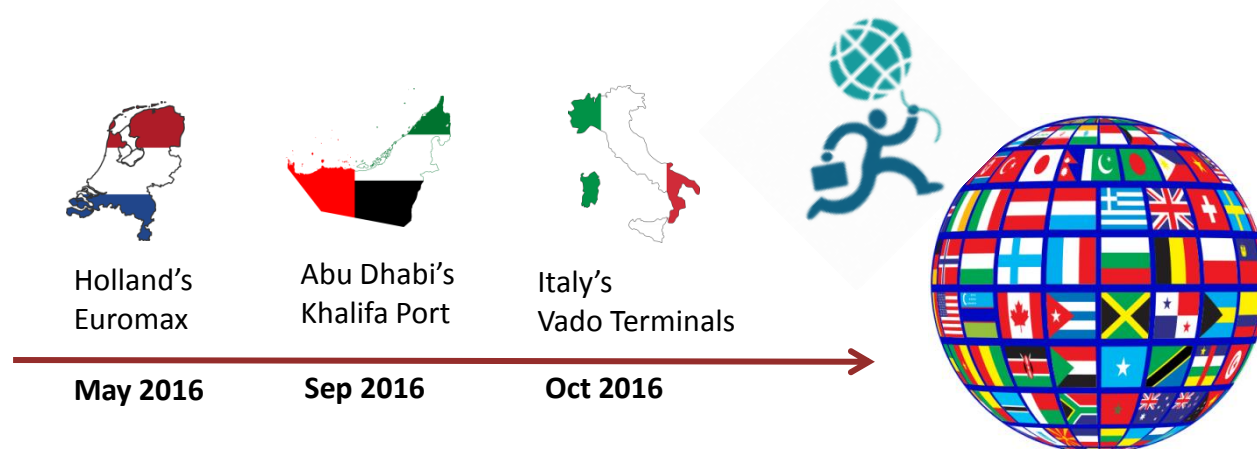 Holland’s
Euromax
Abu Dhabi’s
Khalifa Port
Italy’s
Vado Terminals
May 2016
Sep 2016
Oct 2016